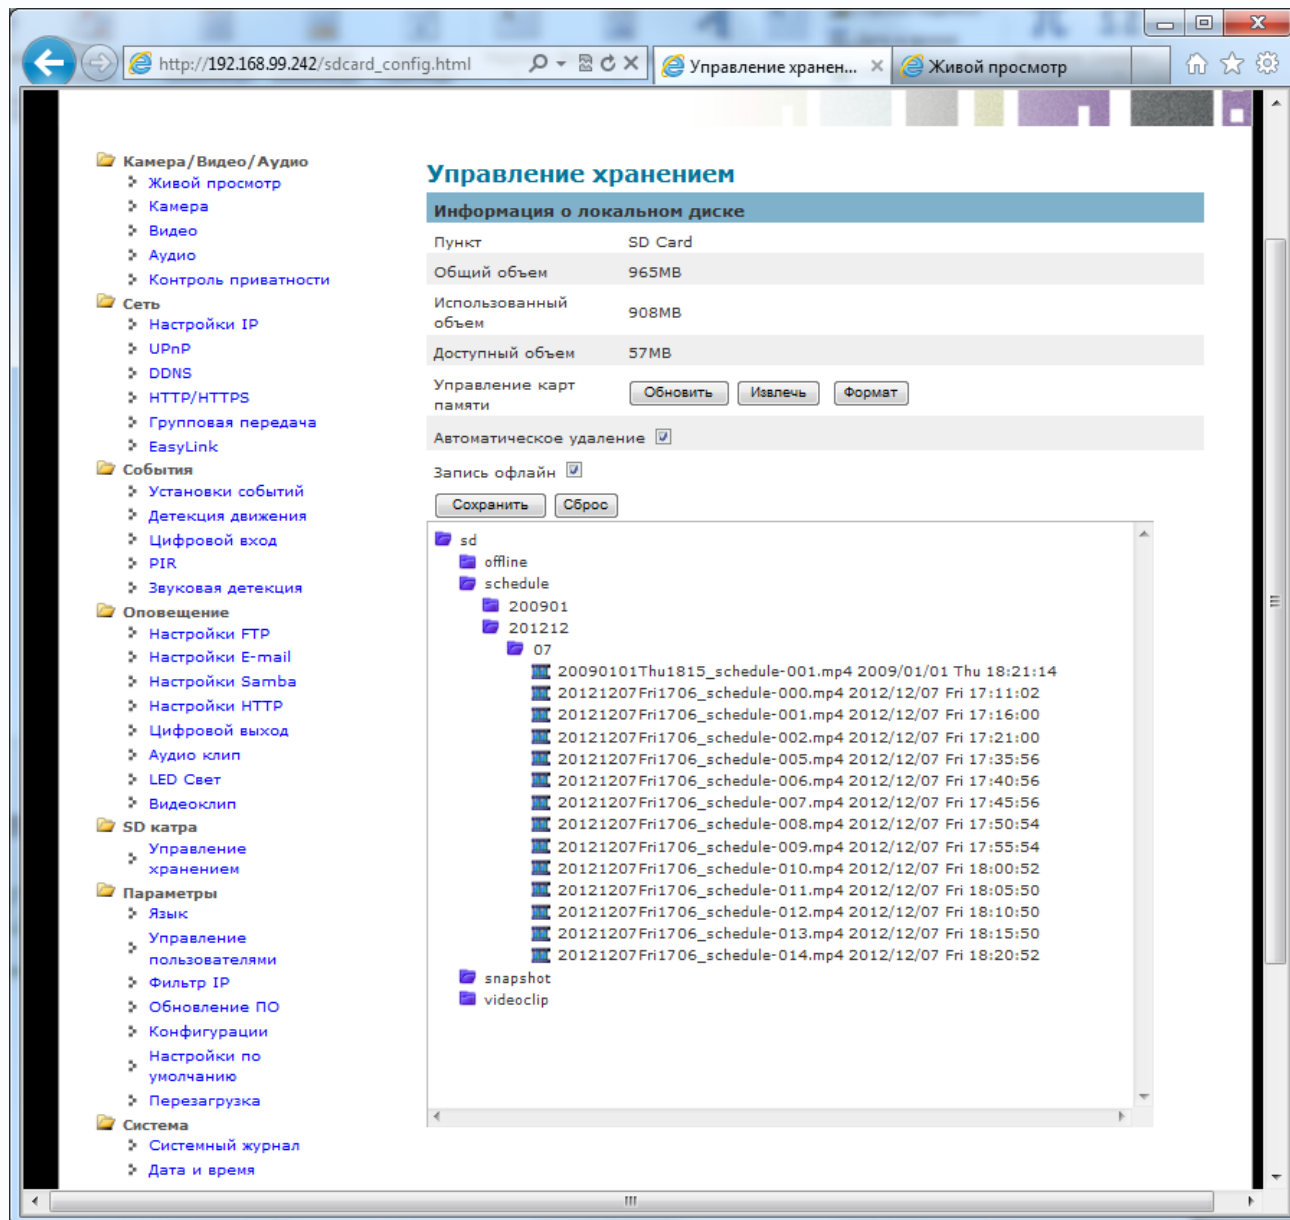 http://192.168.99.242/sdcard_config.html
Управление хранен...
Живой просмотр
Камера/Видео/Аудио
Живой просмотр
Камера
Видео
Аудио
Контроль приватности
Сеть
Настройки IP
UPnP
DDNS
HTTP/HTTPS
Групповая передача
EasyLink
События
Установки событий
Детекция движения
Цифровой вход
PIR
Звуковая детекция
Оповещение
Настройки FTP
Настройки E-mail
Настройки Samba
Настройки HTTP
Цифровой выход
Аудио клип
LED Свет
Видеоклип
SD катра
Управление
хранением
Параметры
Язык
Управление
пользователями
Фильтр IP
Обновление ПО
Конфигурации
Настройки по
умолчанию
Перезагрузка
Система
Системный журнал
Дата и время
Управление хранением
Информация о локальном диске
Пункт SD Card
Общий объем 965MB
Использованный
объем 908MB
Доступный объем 57MB
Управление карт
памяти Обновить Извлечь Формат
Автоматическое удаление
Запись офлайн
Сохранить Сброс
sd
offline
schedule
200901
201212
07
20090101Thu1815_schedule-001.mp4 2009/01/01 Thu 18:21:14
20121207Fri1706_schedule-000.mp4 2012/12/07 Fri 17:11:02
20121207Fri1706_schedule-001.mp4 2012/12/07 Fri 17:16:00
20121207Fri1706_schedule-002.mp4 2012/12/07 Fri 17:21:00
20121207Fri1706_schedule-005.mp4 2012/12/07 Fri 17:35:56
20121207Fri1706_schedule-006.mp4 2012/12/07 Fri 17:40:56
20121207Fri1706_schedule-007.mp4 2012/12/07 Fri 17:45:56
20121207Fri1706_schedule-008.mp4 2012/12/07 Fri 17:50:54
20121207Fri1706_schedule-009.mp4 2012/12/07 Fri 17:55:54
20121207Fri1706_schedule-010.mp4 2012/12/07 Fri 18:00:52
20121207Fri1706_schedule-011.mp4 2012/12/07 Fri 18:05:50
20121207Fri1706_schedule-012.mp4 2012/12/07 Fri 18:10:50
20121207Fri1706_schedule-013.mp4 2012/12/07 Fri 18:15:50
20121207Fri1706_schedule-014.mp4 2012/12/07 Fri 18:20:52
snapshot
videoclip